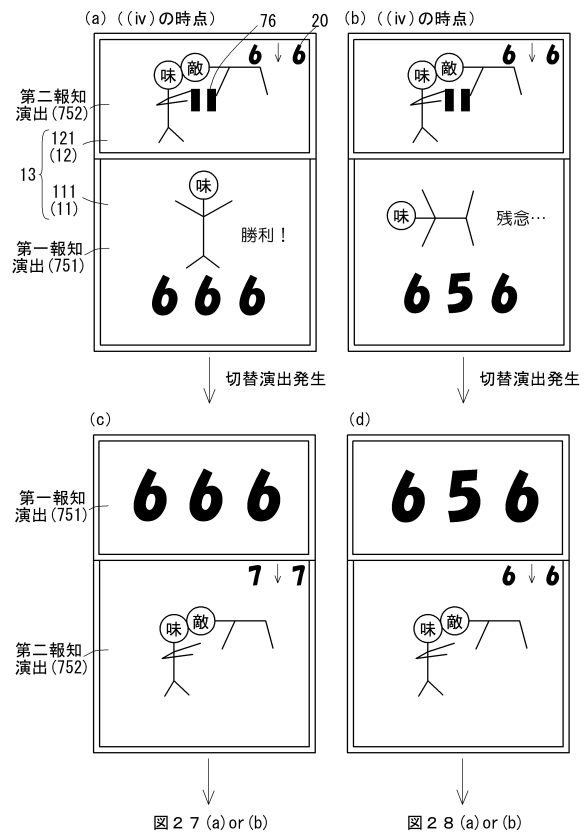 (a)((iv)の時点)
76
20
6 ↓ 6
味
敵
第二報知
演出(752)
121
(12)
13
111
(11)
味
勝利！
第一報知
演出(751)
6 6 6
切替演出発生
(b)((iv)の時点)
6 ↓ 6
味
敵
味
残念…
6 5 6
切替演出発生
(c)
第一報知
演出(751)
6 6 6
7 ↓ 7
味
敵
第二報知
演出(752)
図２７(a)or(b)
(d)
6 5 6
6 ↓ 6
味
敵
図２８(a)or(b)